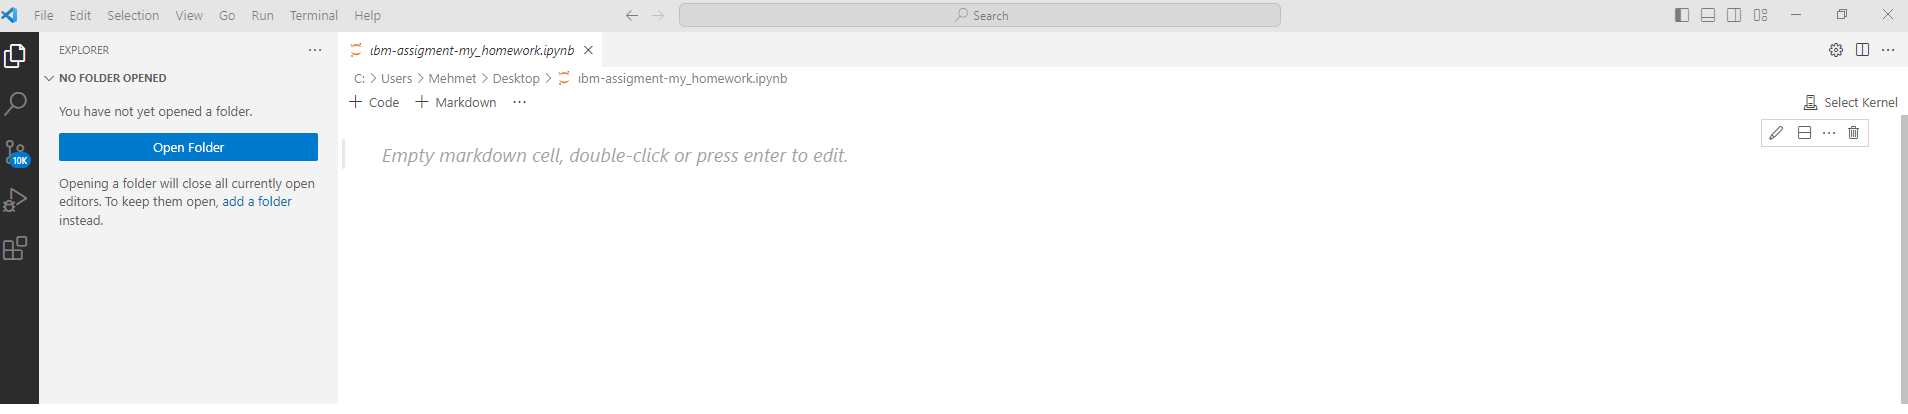 File Edit Selection View Go Run Terminal Help
Search
EXPLORER
NO FOLDER OPENED
You have not yet opened a folder.
Open Folder
Opening a folder will close all currently open
editors. To keep them open, add a folder
instead.
10K
ıbm-assigment-my_homework.ipynb
C: > Users > Mehmet > Desktop > ıbm-assigment-my_homework.ipynb
+ Code + Markdown ...
Select Kernel
Empty markdown cell, double-click or press enter to edit.